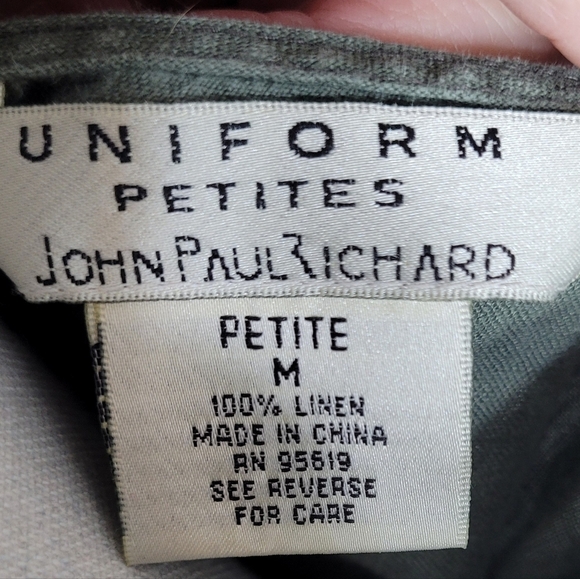 UNIFORM
PETITES
JOHN PAUL RICHARD
PETITE
M
100% LINEN
MADE IN CHINA
RN 95619
SEE REVERSE
FOR CARE